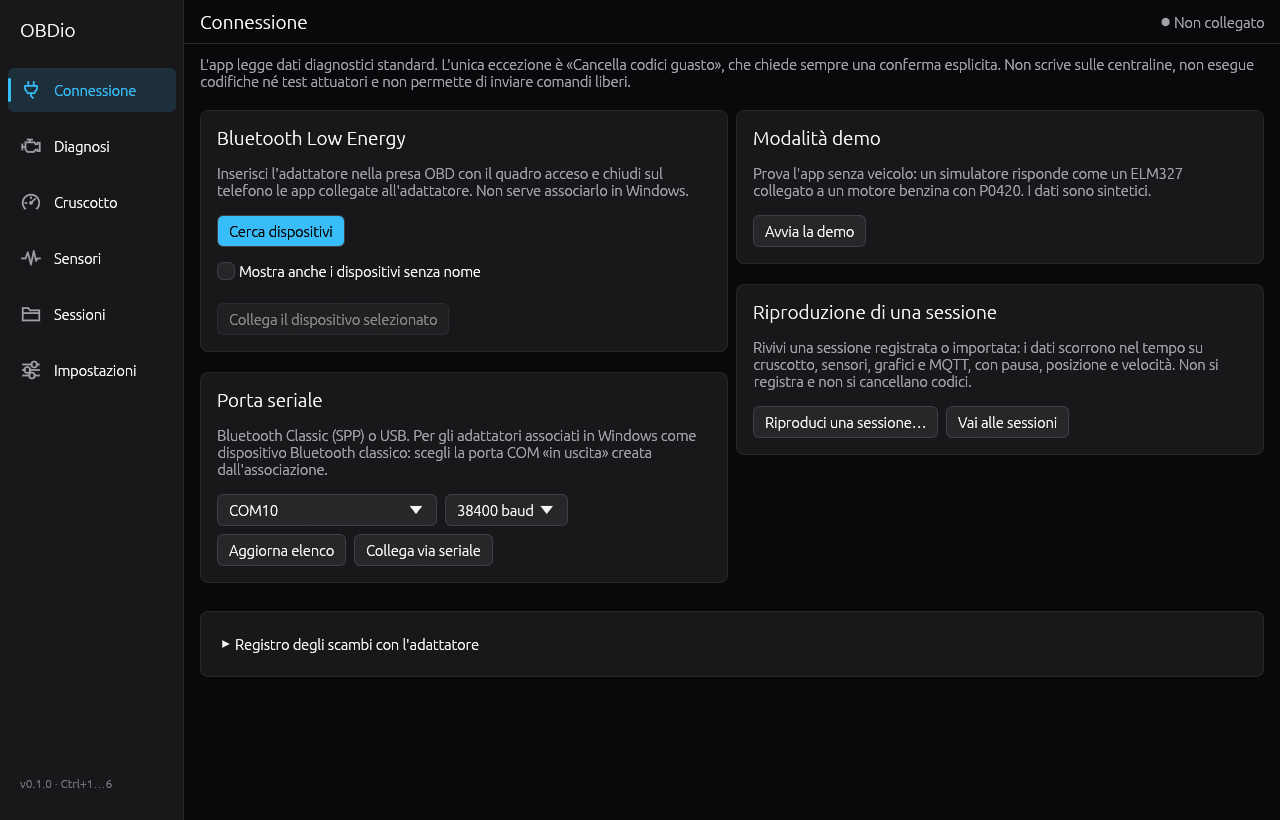 OBDio
Connessione
Diagnosi
Cruscotto
Sensori
Sessioni
Impostazioni
v0.1.0 · Ctrl+1…6
Connessione
Non collegato
L'app legge dati diagnostici standard. L'unica eccezione è «Cancella codici guasto», che chiede sempre una conferma esplicita. Non scrive sulle centraline, non esegue
codifiche né test attuatori e non permette di inviare comandi liberi.
Bluetooth Low Energy
Inserisci l'adattatore nella presa OBD con il quadro acceso e chiudi sul
telefono le app collegate all'adattatore. Non serve associarlo in Windows.
Cerca dispositivi
Mostra anche i dispositivi senza nome
Collega il dispositivo selezionato
Porta seriale
Bluetooth Classic (SPP) o USB. Per gli adattatori associati in Windows come
dispositivo Bluetooth classico: scegli la porta COM «in uscita» creata
dall'associazione.
COM10
38400 baud
Aggiorna elenco
Collega via seriale
Modalità demo
Prova l'app senza veicolo: un simulatore risponde come un ELM327
collegato a un motore benzina con P0420. I dati sono sintetici.
Avvia la demo
Riproduzione di una sessione
Rivivi una sessione registrata o importata: i dati scorrono nel tempo su
cruscotto, sensori, grafici e MQTT, con pausa, posizione e velocità. Non si
registra e non si cancellano codici.
Riproduci una sessione…
Vai alle sessioni
Registro degli scambi con l'adattatore